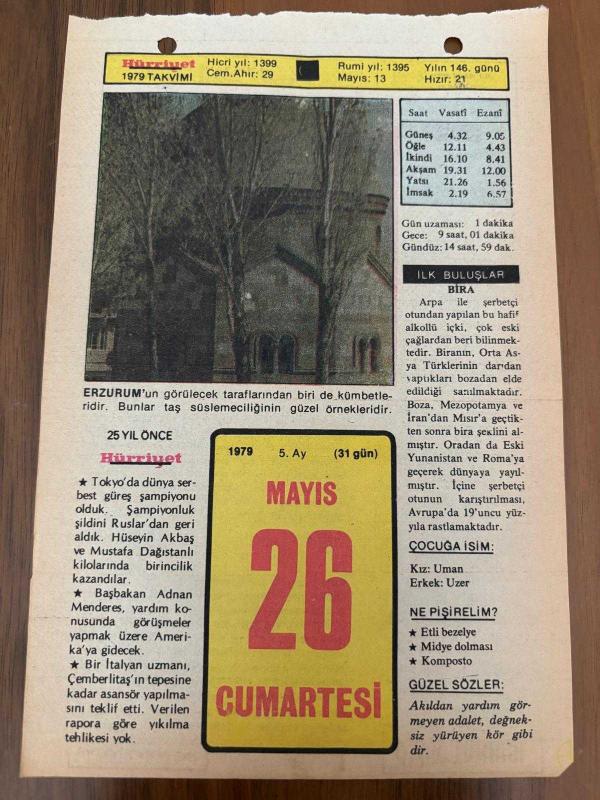 Hürriyet
1979 TAKVİMİ
Hicri yıl: 1399
Cem.Ahır: 29
Rumi yıl: 1395
Mayıs: 13
Yılın 146. günü
Hızır: 21
Saat Vasatî Ezanî
Güneş 4.32 9.05
Öğle 12.11 4.43
İkindi 16.10 8.41
Akşam 19.31 12.00
Yatsı 21.26 1.56
İmsak 2.19 6.57
Gün uzaması: 1 dakika
Gece: 9 saat, 01 dakika
Gündüz: 14 saat, 59 dak.
ERZURUM'un görülecek taraflarından biri de kümbetle-
ridir. Bunlar taş süslemeciliğinin güzel örnekleridir.
25 YIL ÖNCE
Hürriyet
★ Tokyo'da dünya ser-
best güreş şampiyonu
olduk. Şampiyonluk
şildini Ruslar'dan geri
aldık. Hüseyin Akbaş
ve Mustafa Dağıstanlı
kilolarında birincilik
kazandılar.
★ Başbakan Adnan
Menderes, yardım ko-
nusunda görüşmeler
yapmak üzere Ameri-
ka'ya gidecek.
★ Bir İtalyan uzmanı,
Çemberlitaş'ın tepesine
kadar asansör yapılma-
sını teklif etti. Verilen
rapora göre yıkılma
tehlikesi yok.
1979 5. Ay (31 gün)
MAYIS
26
CUMARTESİ
İLK BULUŞLAR
BİRA
Arpa ile şerbetçi
otundan yapılan bu hafif
alkollü içki, çok eski
çağlardan beri bilinmek-
tedir. Biranın, Orta As-
ya Türklerinin darıdan
yaptıkları bozadan elde
edildiği sanılmaktadır.
Boza, Mezopotamya ve
İran'dan Mısır'a geçtik-
ten sonra bira şeklini al-
mıştır. Oradan da Eski
Yunanistan ve Roma'ya
geçerek dünyaya yayıl-
mıştır. İçine şerbetçi
otunun karıştırılması,
Avrupa'da 19'uncu yüz-
yıla rastlamaktadır.
ÇOCUĞA İSİM:
Kız: Uman
Erkek: Uzer
NE PİŞİRELİM?
★ Etli bezelye
★ Midye dolması
★ Komposto
GÜZEL SÖZLER:
Akıldan yardım gör-
meyen adalet, değnek-
siz yürüyen kör gibi
dir.